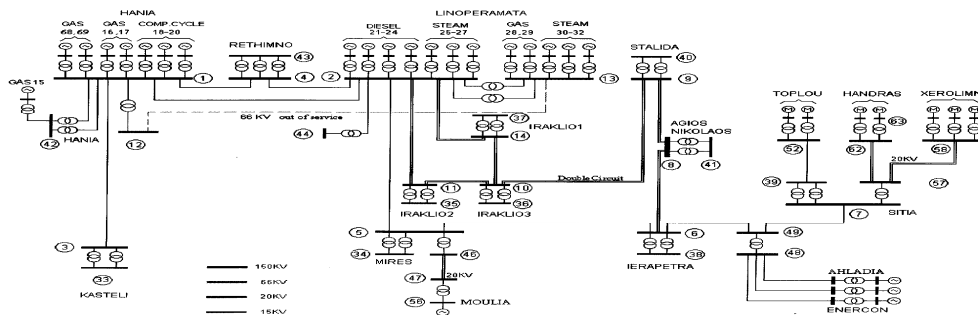 HANIA
LINOPERAMATA
GAS
68,69
GAS
16,17
COMP.CYCLE
18-20
DIESEL
21-24
STEAM
25-27
GAS
28,29
STEAM
30-32
RETHIMNO
43
STALIDA
40
1
4
2
13
9
GAS15
TOPLOU
HANDRAS
XEROLIMN
63
66 KV out of service
37
IRAKLIO1
14
44
42
HANIA
12
AGIOS
NIKOLAOS
8
41
52
62
58
20KV
57
39
SITIA
7
Double Circuit
11
35
IRAKLIO2
10
36
IRAKLIO3
3
33
KASTELI
5
34
MIRES
46
47
20KV
56
MOULIA
6
38
IERAPETRA
49
48
AHLADIA
ENERCON
150KV
66KV
20KV
15KV